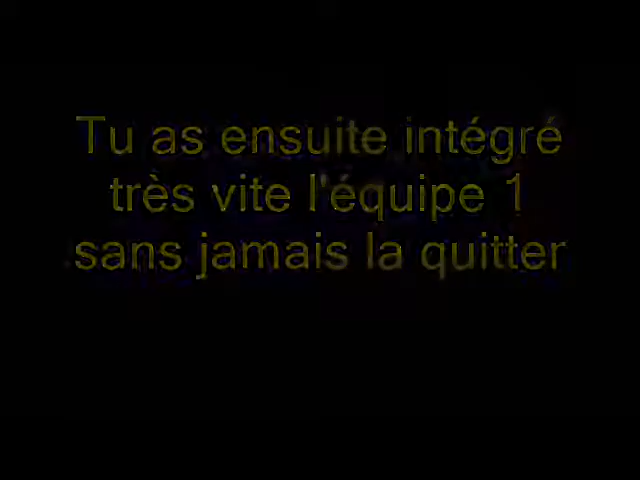 Tu as ensuite intégré
très vite l'équipe 1
sans jamais la quitter